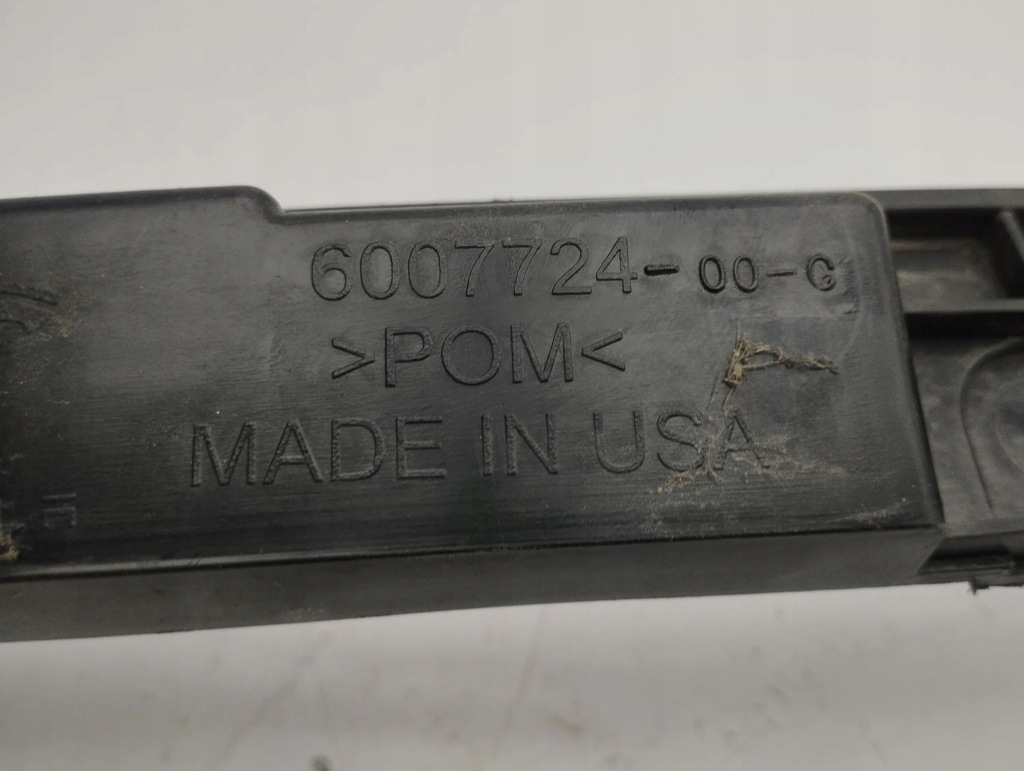 6007724-00-C
>POM<
MADE IN USA